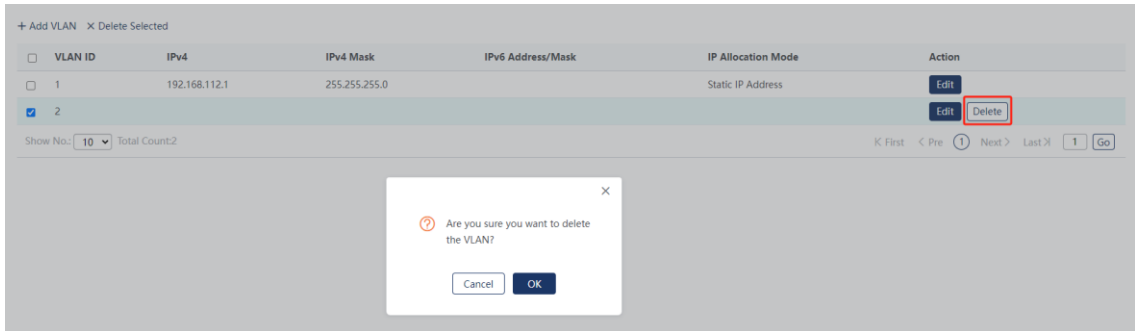 + Add VLAN × Delete Selected
VLAN ID IPv4 IPv4 Mask IPv6 Address/Mask IP Allocation Mode Action
1 192.168.112.1 255.255.255.0 Static IP Address Edit
2 Edit Delete
Show No.: 10 Total Count:2 First < Pre 1 Next > Last 1 Go
Are you sure you want to delete
the VLAN?
Cancel OK